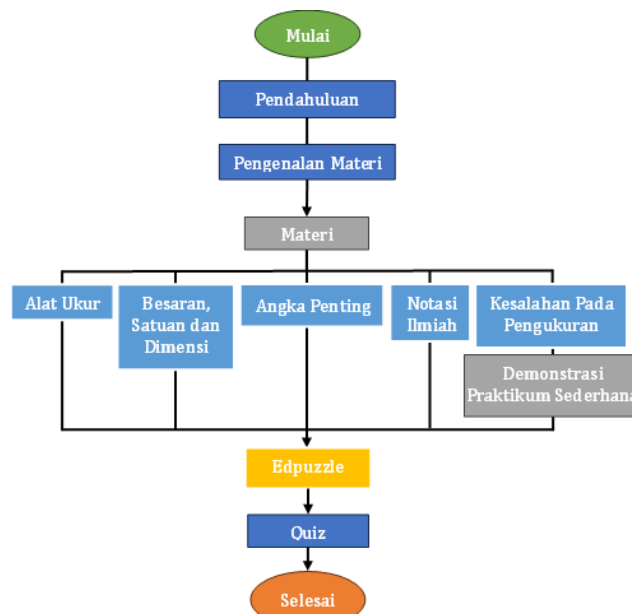 Mulai
Pendahuluan
Pengenalan Materi
Materi
Alat Ukur
Besaran,
Satuan dan
Dimensi
Angka Penting
Notasi
Ilmiah
Kesalahan Pada
Pengukuran
Demonstrasi
Praktikum Sederhana
Edpuzzle
Quiz
Selesai